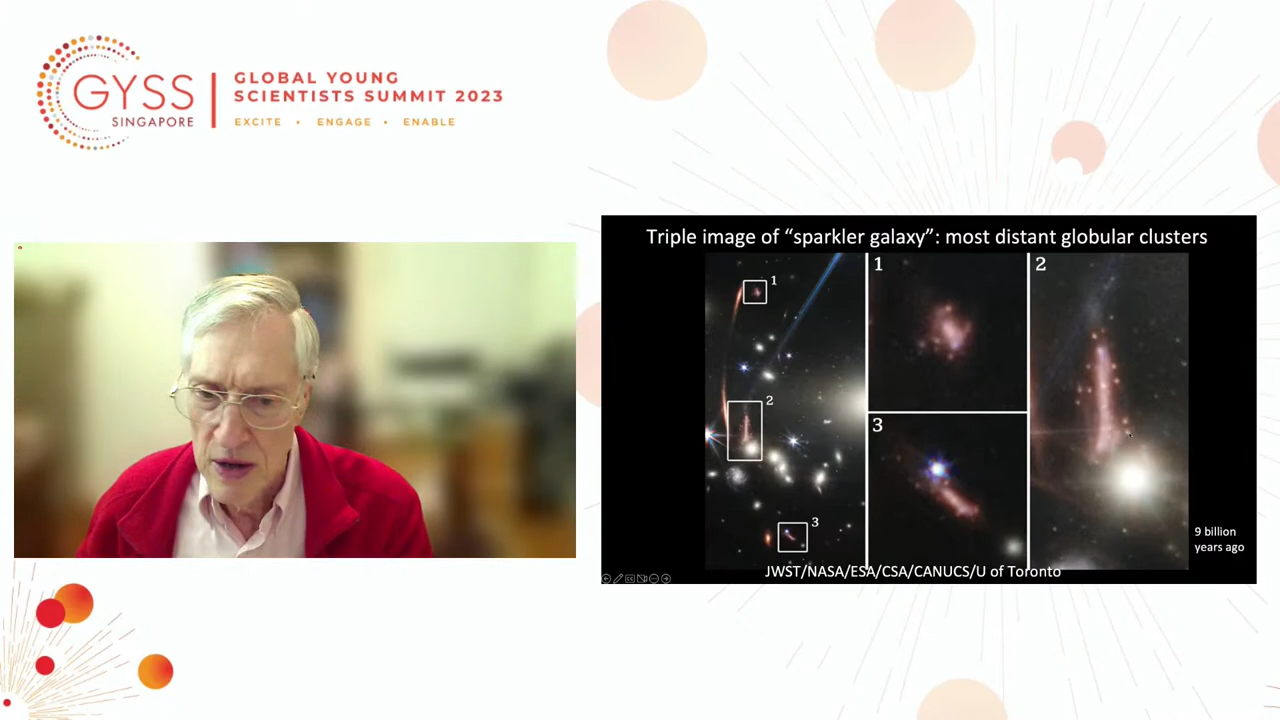 GYSS
SINGAPORE
GLOBAL YOUNG
SCIENTISTS SUMMIT 2023
EXCITE • ENGAGE • ENABLE
Triple image of “sparkler galaxy”: most distant globular clusters
1
2
3
1
2
3
9 billion
years ago
JWST/NASA/ESA/CSA/CANUCS/U of Toronto